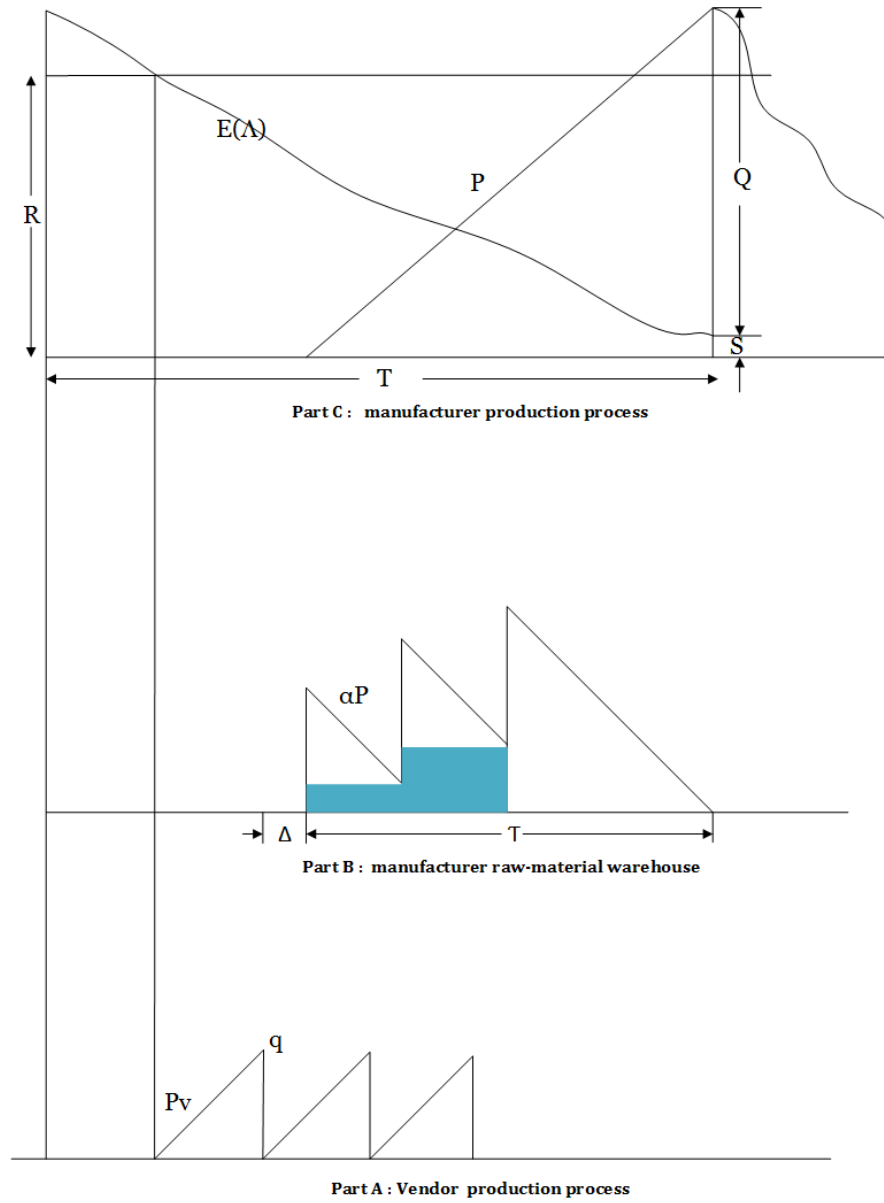 E(Λ)
P
Q
R
S
T
Part C : manufacturer production process
αP
Δ
T
Part B : manufacturer raw-material warehouse
q
Pv
Part A : Vendor production process